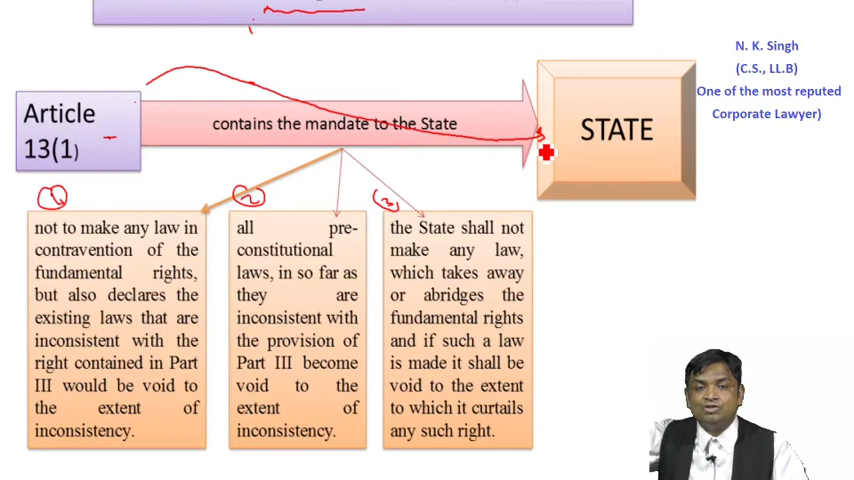 N. K. Singh
(C.S., LL.B)
One of the most reputed
Corporate Lawyer)
Article
13(1)
contains the mandate to the State
STATE
1
2
3
not to make any law in
contravention of the
fundamental rights,
but also declares the
existing laws that are
inconsistent with the
right contained in Part
III would be void to
the extent of
inconsistency.
all pre-
constitutional
laws, in so far as
they are
inconsistent with
the provision of
Part III become
void to the
extent of
inconsistency.
the State shall not
make any law,
which takes away
or abridges the
fundamental rights
and if such a law
is made it shall be
void to the extent
to which it curtails
any such right.